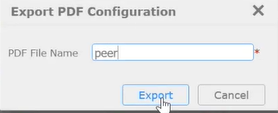 Export PDF Configuration
PDF File Name peer *
Export Cancel